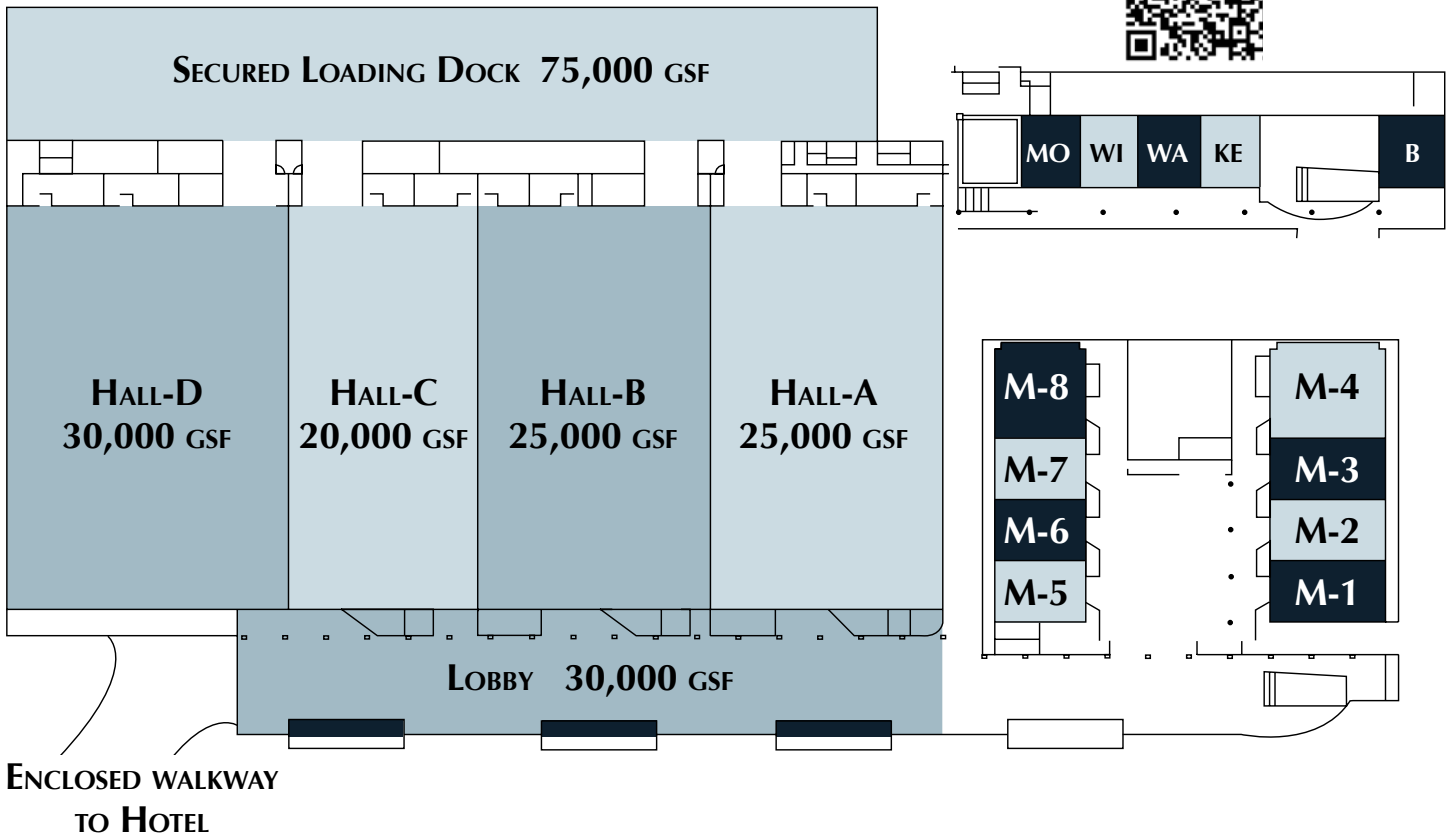 Secured Loading Dock 75,000 GSF
MO WI WA KE B
Hall-D
30,000 GSF
Hall-C
20,000 GSF
Hall-B
25,000 GSF
Hall-A
25,000 GSF
M-8
M-7
M-6
M-5
M-4
M-3
M-2
M-1
Lobby 30,000 GSF
Enclosed walkway
to Hotel